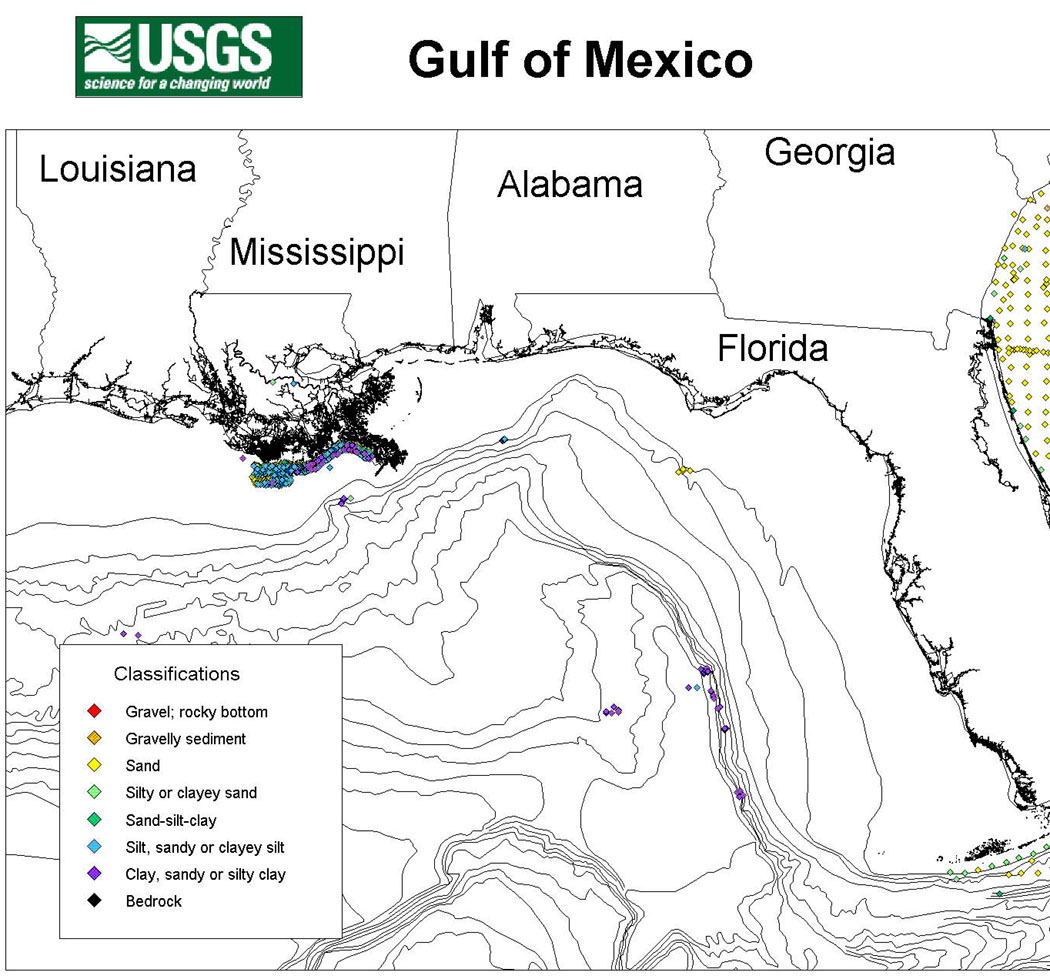 USGS
science for a changing world
Gulf of Mexico
Louisiana
Mississippi
Alabama
Georgia
Florida
Classifications
Gravel; rocky bottom
Gravelly sediment
Sand
Silty or clayey sand
Sand-silt-clay
Silt, sandy or clayey silt
Clay, sandy or silty clay
Bedrock